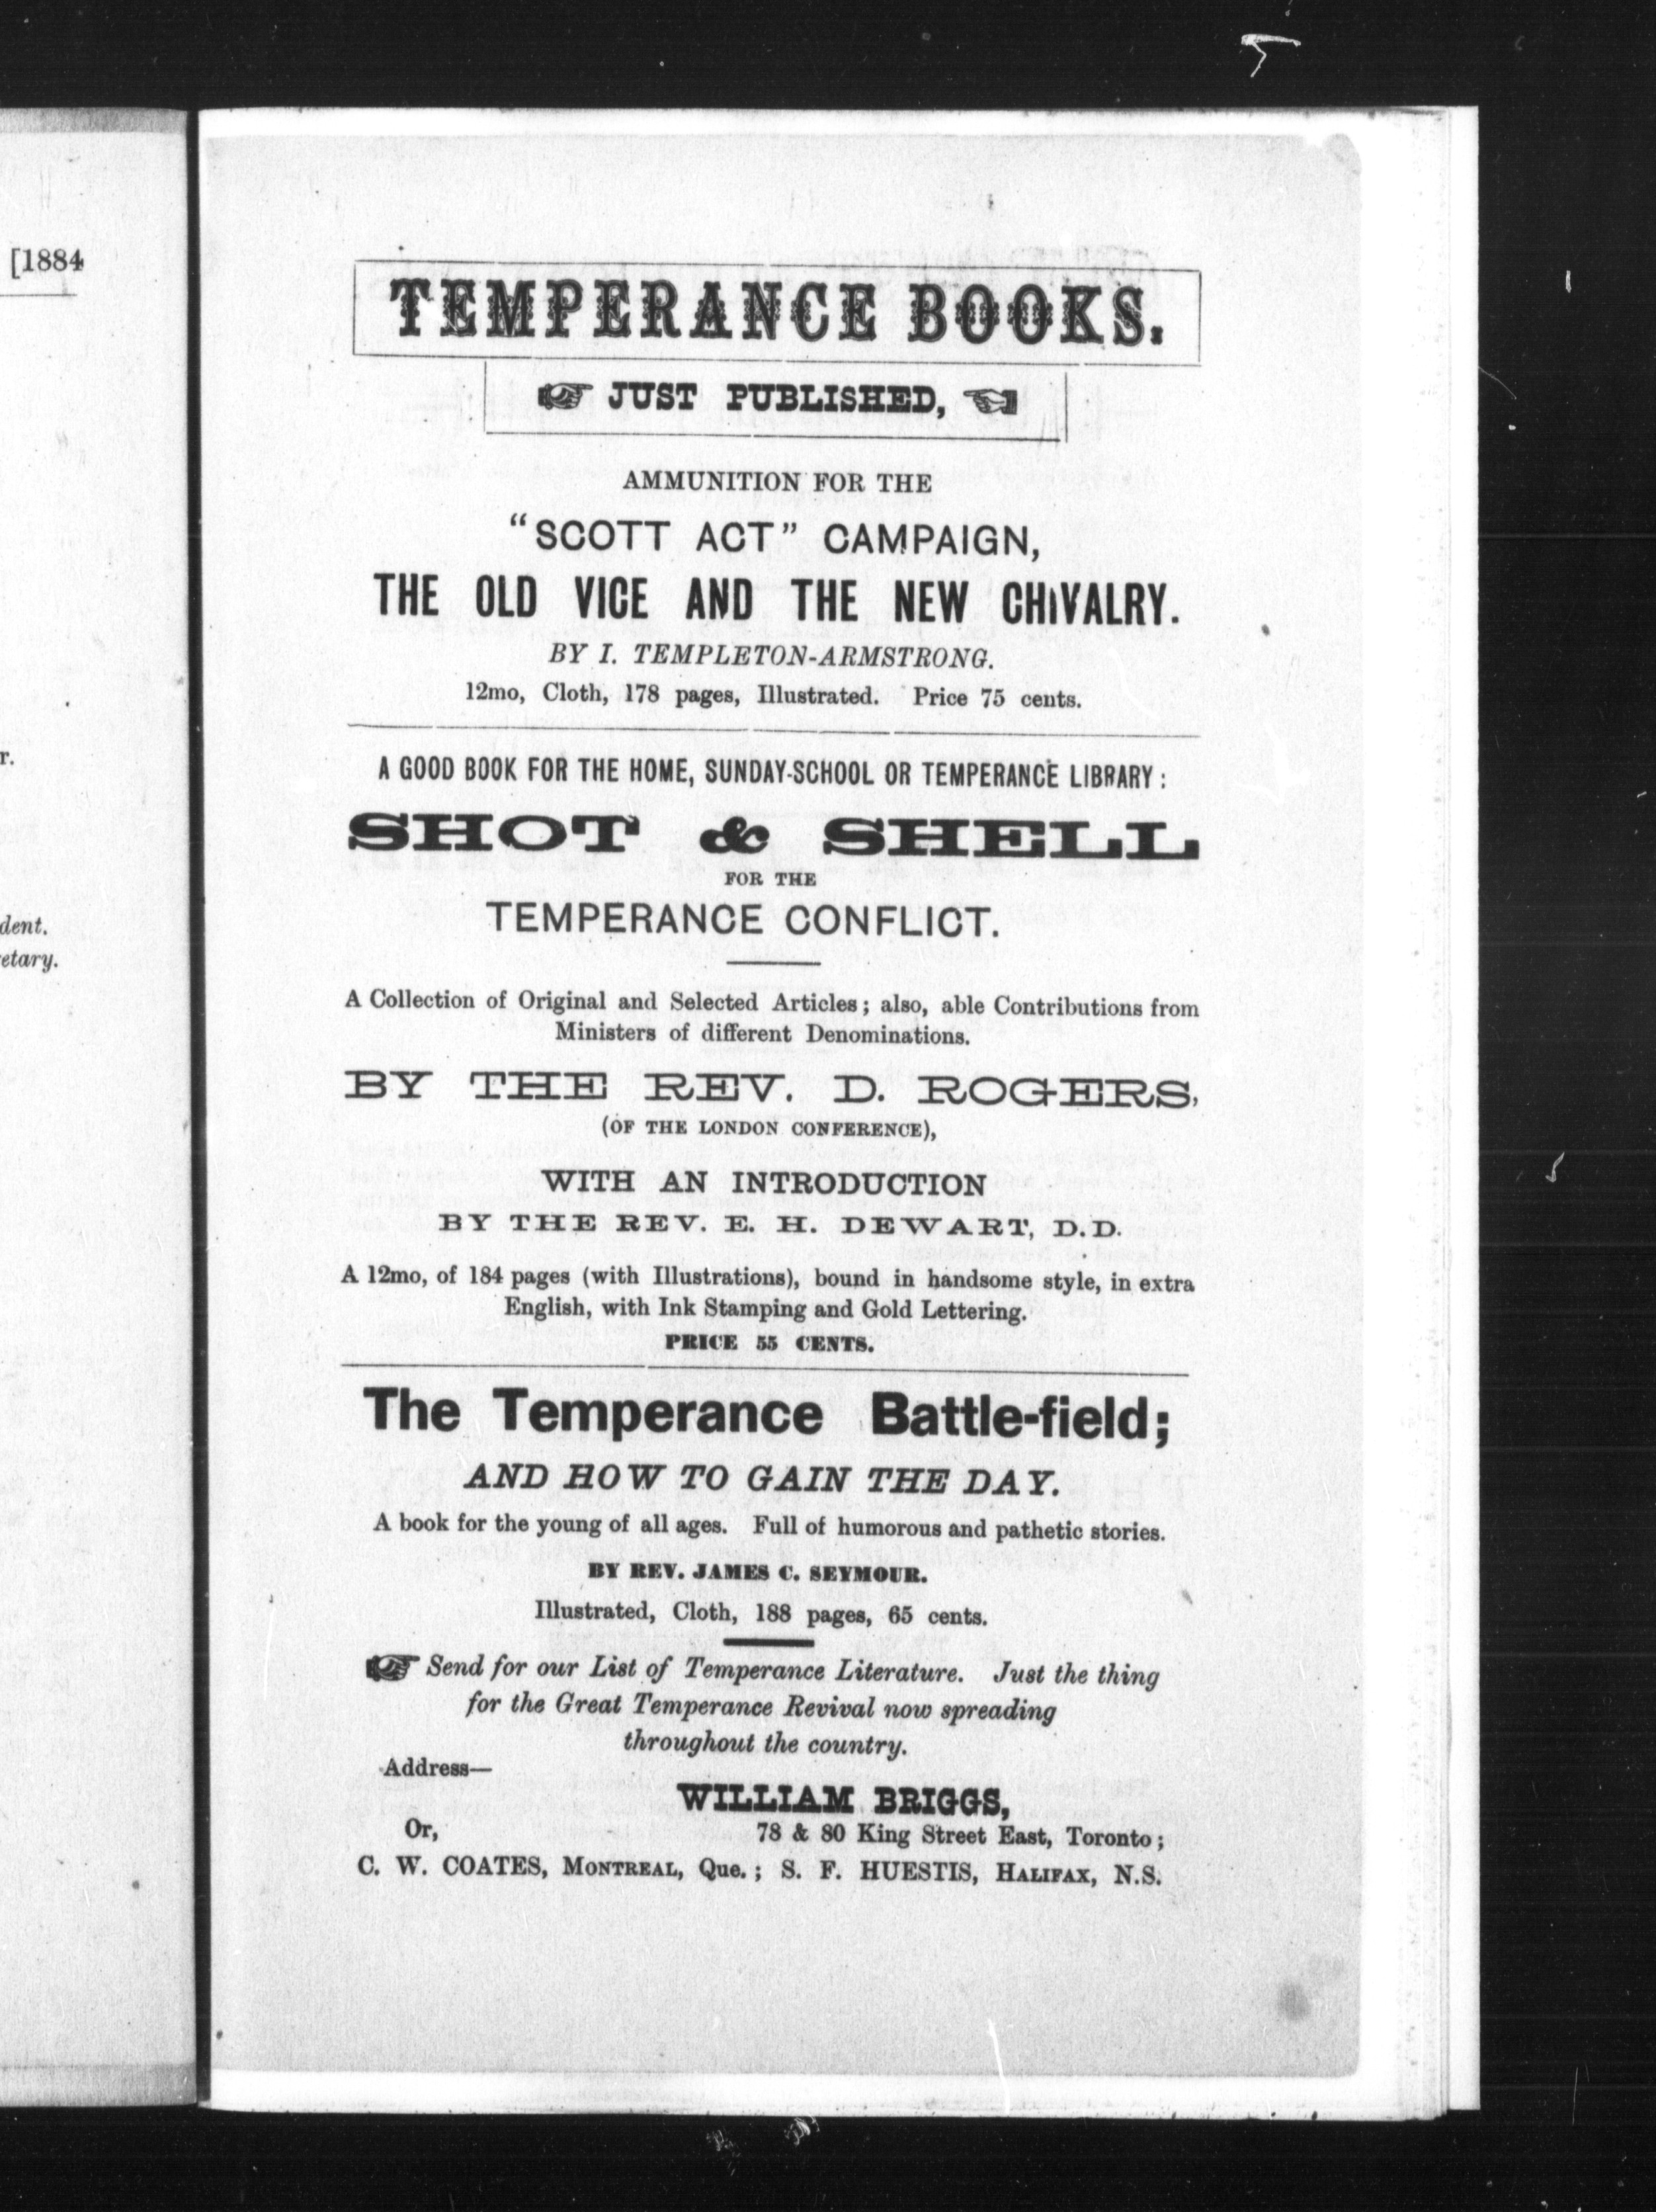 [1884
r.
dent.
etary.
TEMPERANCE BOOKS.
☞ JUST PUBLISHED, ☜
AMMUNITION FOR THE
"SCOTT ACT" CAMPAIGN,
THE OLD VICE AND THE NEW CHIVALRY.
BY I. TEMPLETON-ARMSTRONG.
12mo, Cloth, 178 pages, Illustrated. Price 75 cents.
A GOOD BOOK FOR THE HOME, SUNDAY-SCHOOL OR TEMPERANCE LIBRARY:
SHOT & SHELL
FOR THE
TEMPERANCE CONFLICT.
A Collection of Original and Selected Articles; also, able Contributions from
Ministers of different Denominations.
BY THE REV. D. ROGERS,
(OF THE LONDON CONFERENCE),
WITH AN INTRODUCTION
BY THE REV. E. H. DEWART, D.D.
A 12mo, of 184 pages (with Illustrations), bound in handsome style, in extra
English, with Ink Stamping and Gold Lettering.
PRICE 55 CENTS.
The Temperance Battle-field;
AND HOW TO GAIN THE DAY.
A book for the young of all ages. Full of humorous and pathetic stories.
BY REV. JAMES C. SEYMOUR.
Illustrated, Cloth, 188 pages, 65 cents.
☞ Send for our List of Temperance Literature. Just the thing
for the Great Temperance Revival now spreading
throughout the country.
Address—
WILLIAM BRIGGS,
Or, 78 & 80 King Street East, Toronto;
C. W. COATES, MONTREAL, Que.; S. F. HUESTIS, HALIFAX, N.S.